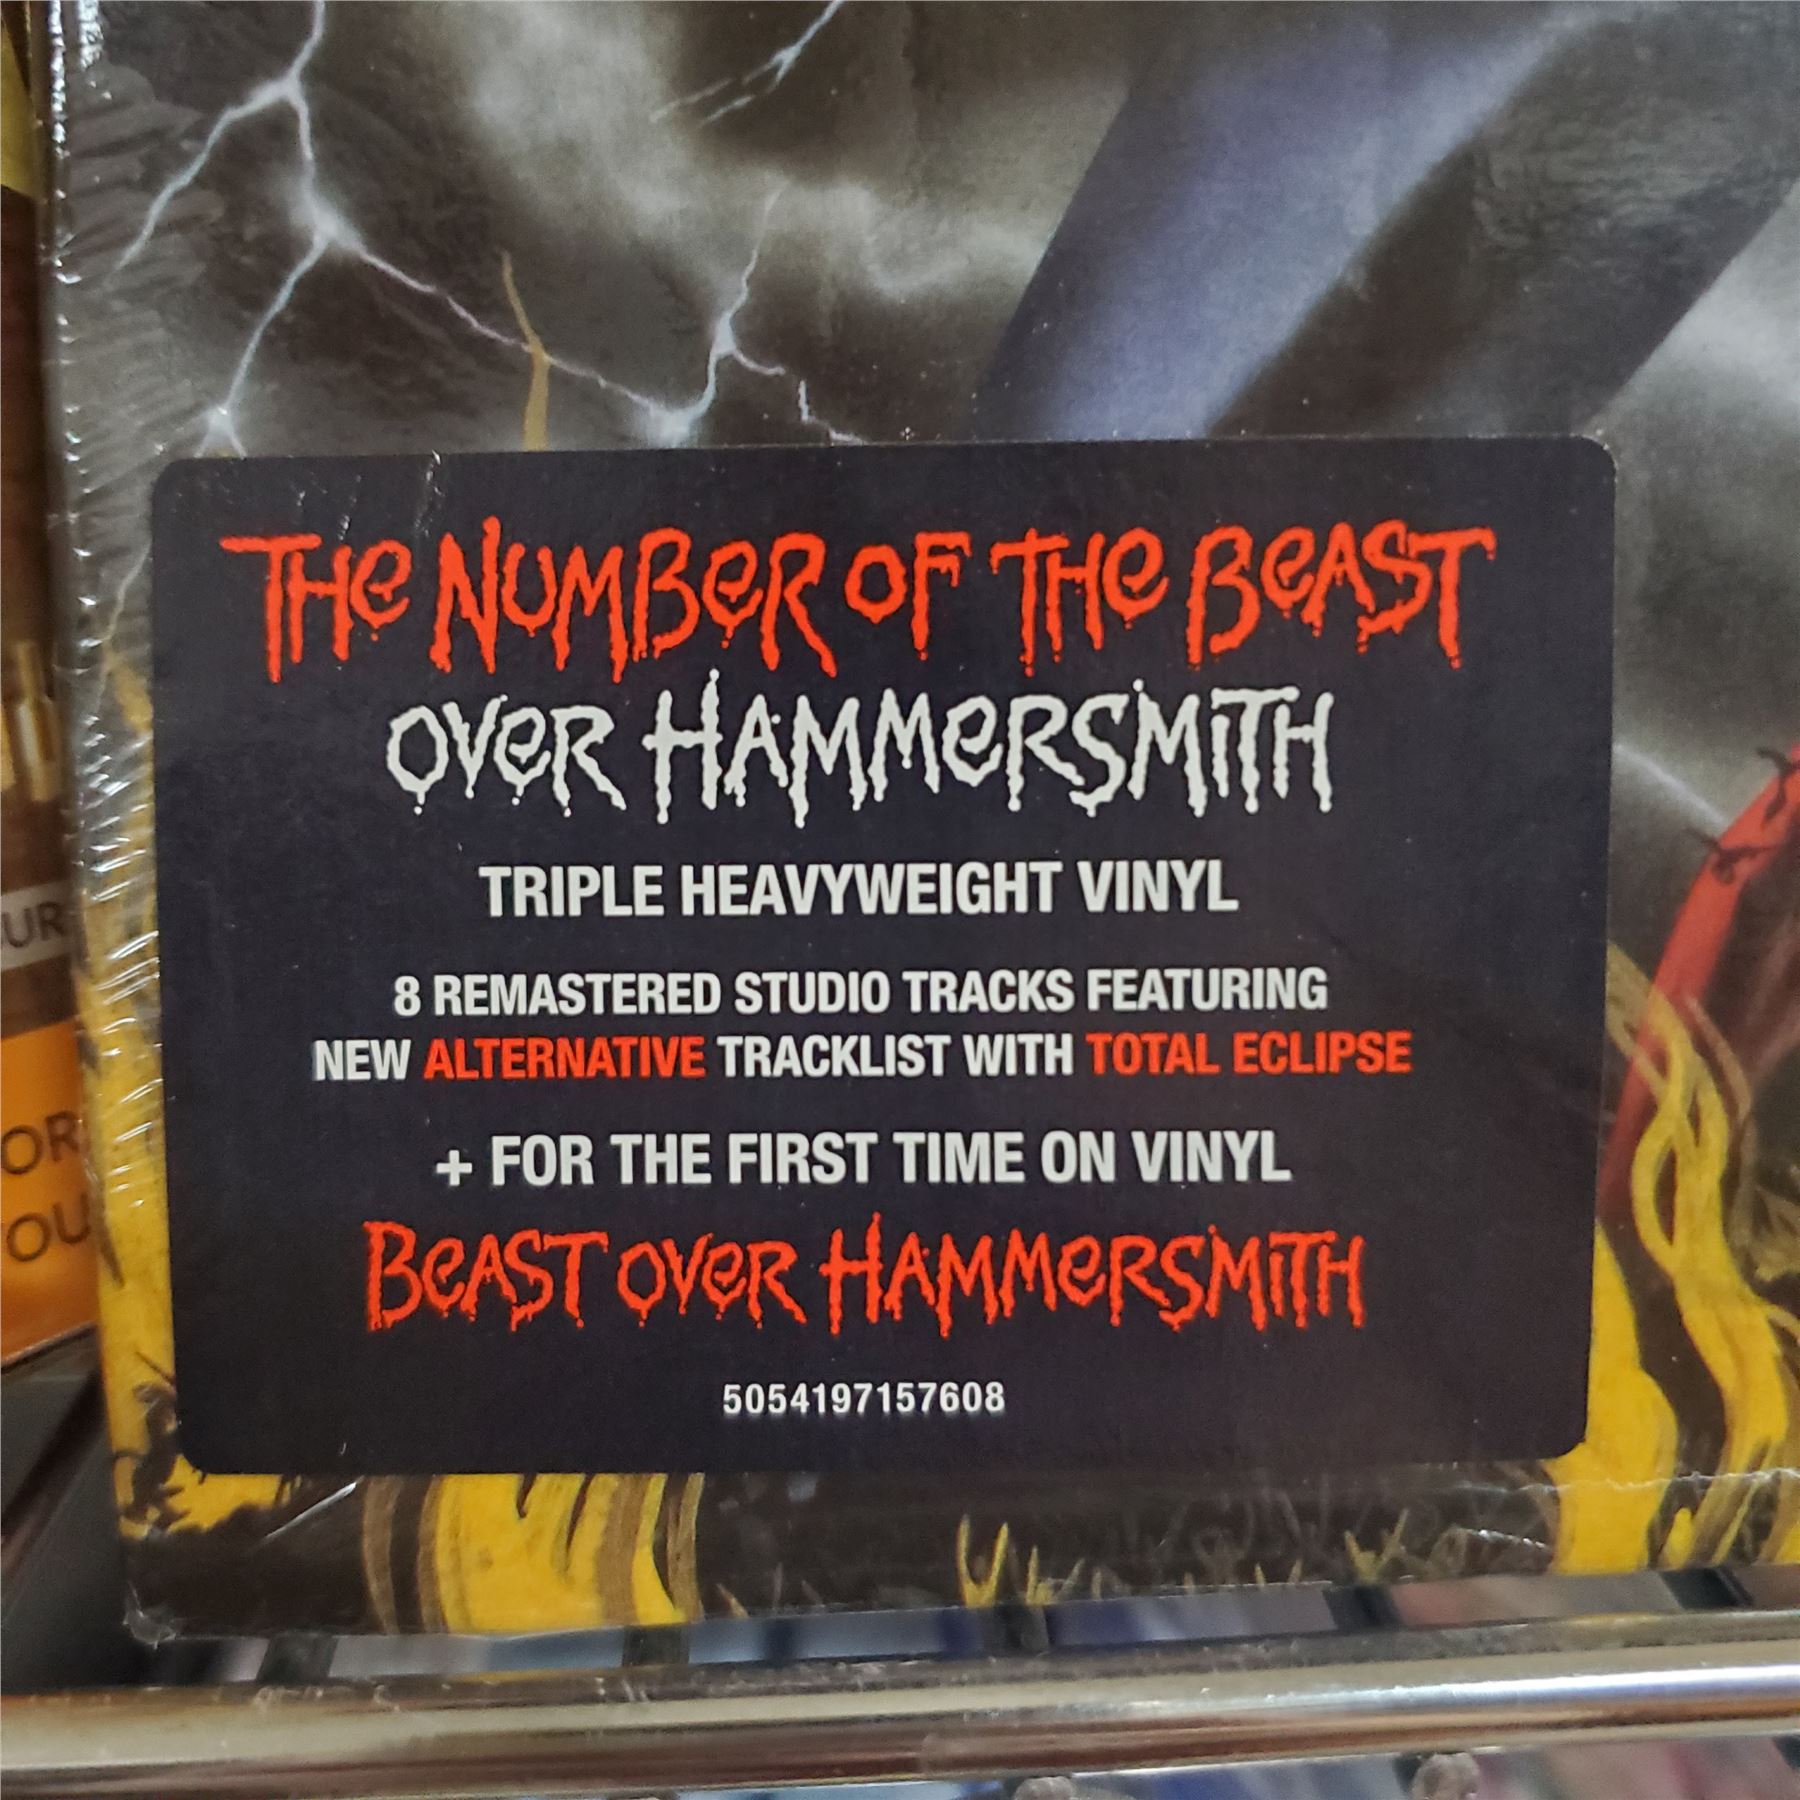 THE NUMBER OF THE BEAST
OVER HAMMERSMITH
TRIPLE HEAVYWEIGHT VINYL
8 REMASTERED STUDIO TRACKS FEATURING
NEW ALTERNATIVE TRACKLIST WITH TOTAL ECLIPSE
+ FOR THE FIRST TIME ON VINYL
BEAST OVER HAMMERSMITH
5054197157608